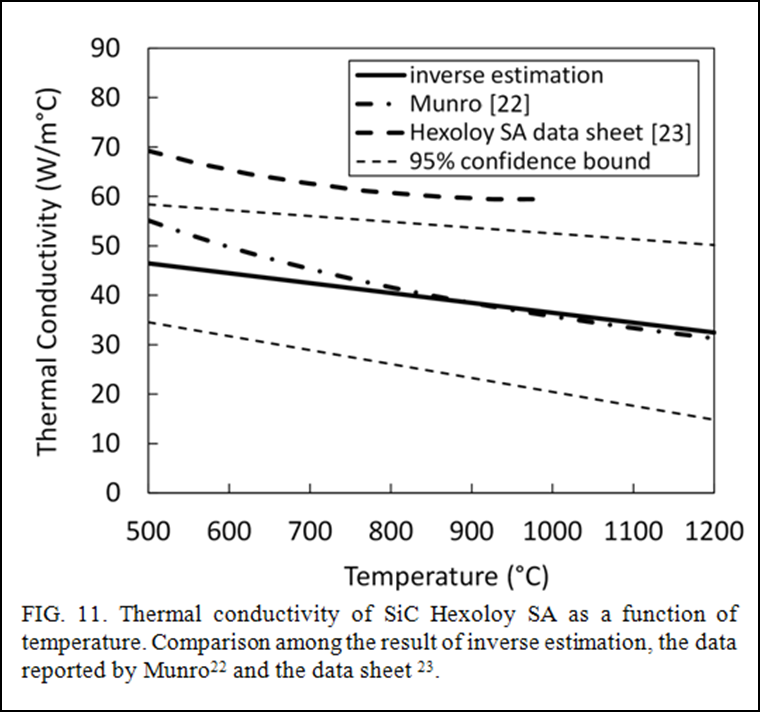 90
80
70
60
50
40
30
20
10
0
Thermal Conductivity (W/m°C)
inverse estimation
Munro [22]
Hexoloy SA data sheet [23]
95% confidence bound
500 600 700 800 900 1000 1100 1200
Temperature (°C)
FIG. 11. Thermal conductivity of SiC Hexoloy SA as a function of
temperature. Comparison among the result of inverse estimation, the data
reported by Munro22 and the data sheet 23.